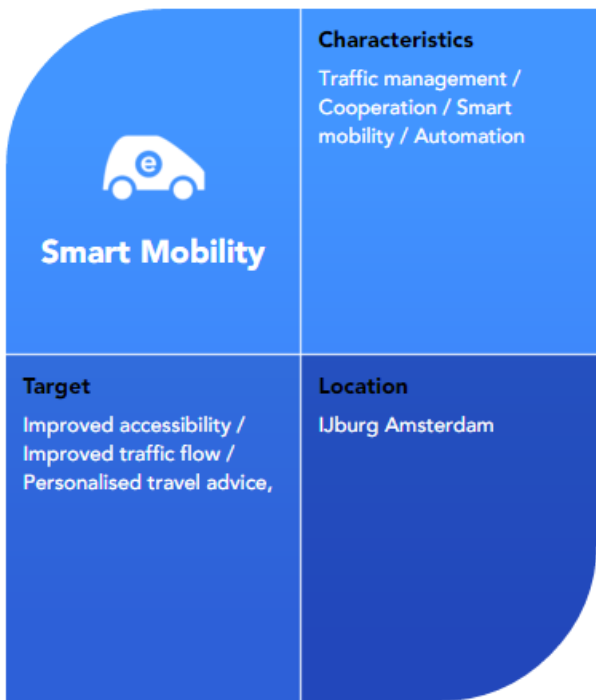 e
Smart Mobility
Characteristics
Traffic management /
Cooperation / Smart
mobility / Automation
Target
Improved accessibility /
Improved traffic flow /
Personalised travel advice,
Location
IJburg Amsterdam